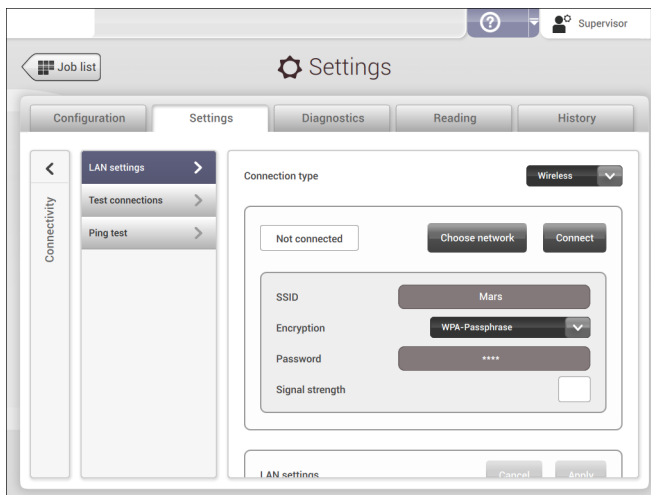 ? Supervisor
Job list
Settings
Configuration
Settings
Diagnostics
Reading
History
Connectivity
LAN settings
Test connections
Ping test
Connection type
Wireless
Not connected
Choose network
Connect
SSID
Mars
Encryption
WPA-Passphrase
Password
****
Signal strength
LAN settings
Cancel
Apply